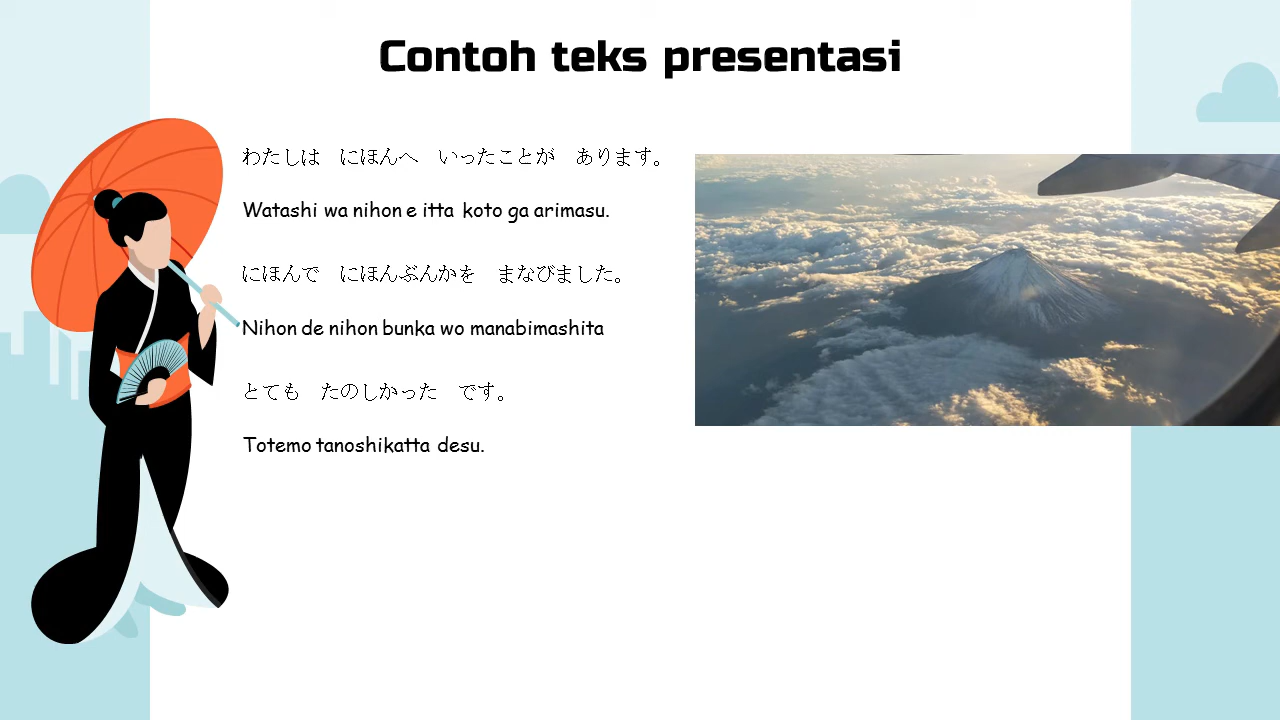 Contoh teks presentasi
わたしは　にほんへ　いったことが　あります。
Watashi wa nihon e itta koto ga arimasu.
にほんで　にほんぶんかを　まなびました。
Nihon de nihon bunka wo manabimashita
とても　たのしかった　です。
Totemo tanoshikatta desu.